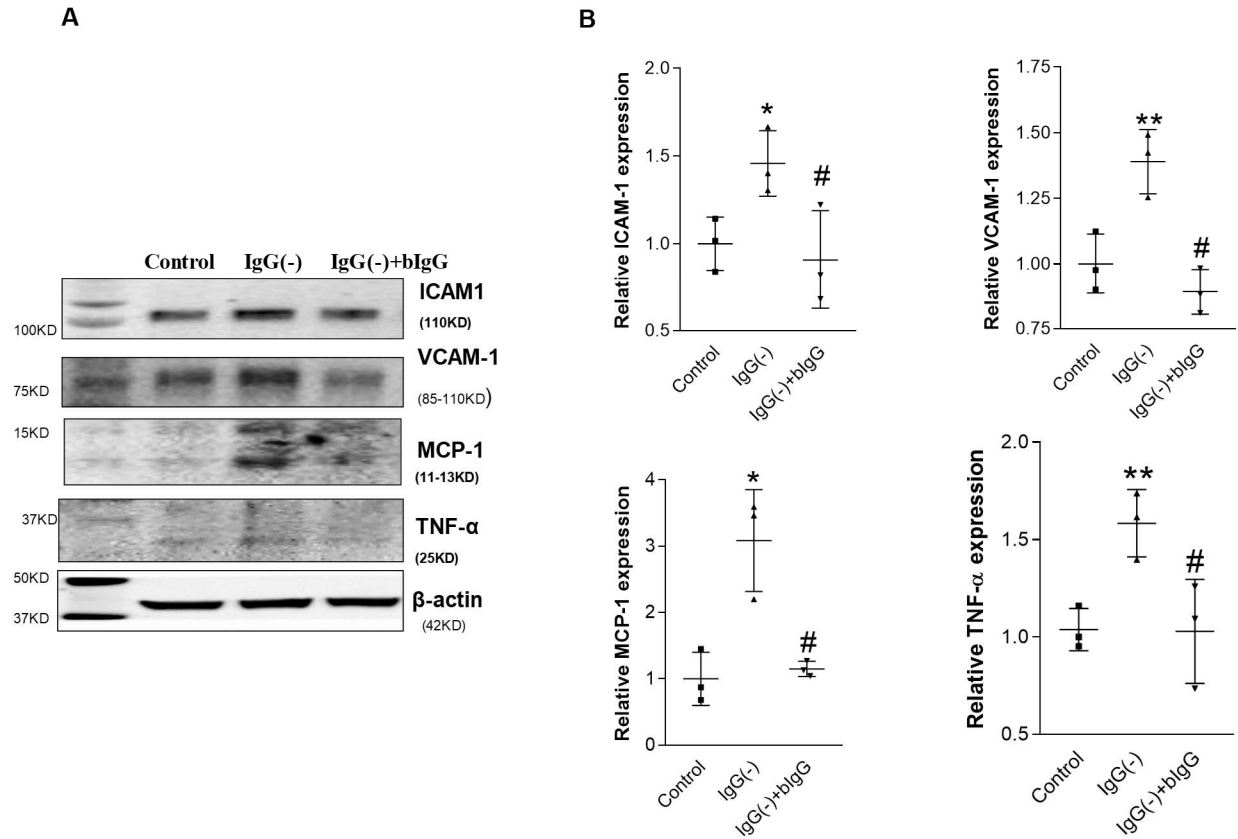 A
B
Control IgG(-) IgG(-)+bIgG
ICAM1
(110KD)
100KD
VCAM-1
(85-110KD)
75KD
15KD
MCP-1
(11-13KD)
37KD
TNF-α
(25KD)
50KD
β-actin
(42KD)
37KD
Relative ICAM-1 expression
2.0
1.5
1.0
0.5
*
#
Control
IgG(-)
IgG(-)+bIgG
Relative VCAM-1 expression
1.75
1.50
1.25
1.00
0.75
**
#
Control
IgG(-)
IgG(-)+bIgG
Relative MCP-1 expression
4
3
2
1
0
*
#
Control
IgG(-)
IgG(-)+bIgG
Relative TNF-α expression
2.0
1.5
1.0
0.5
**
#
Control
IgG(-)
IgG(-)+bIgG